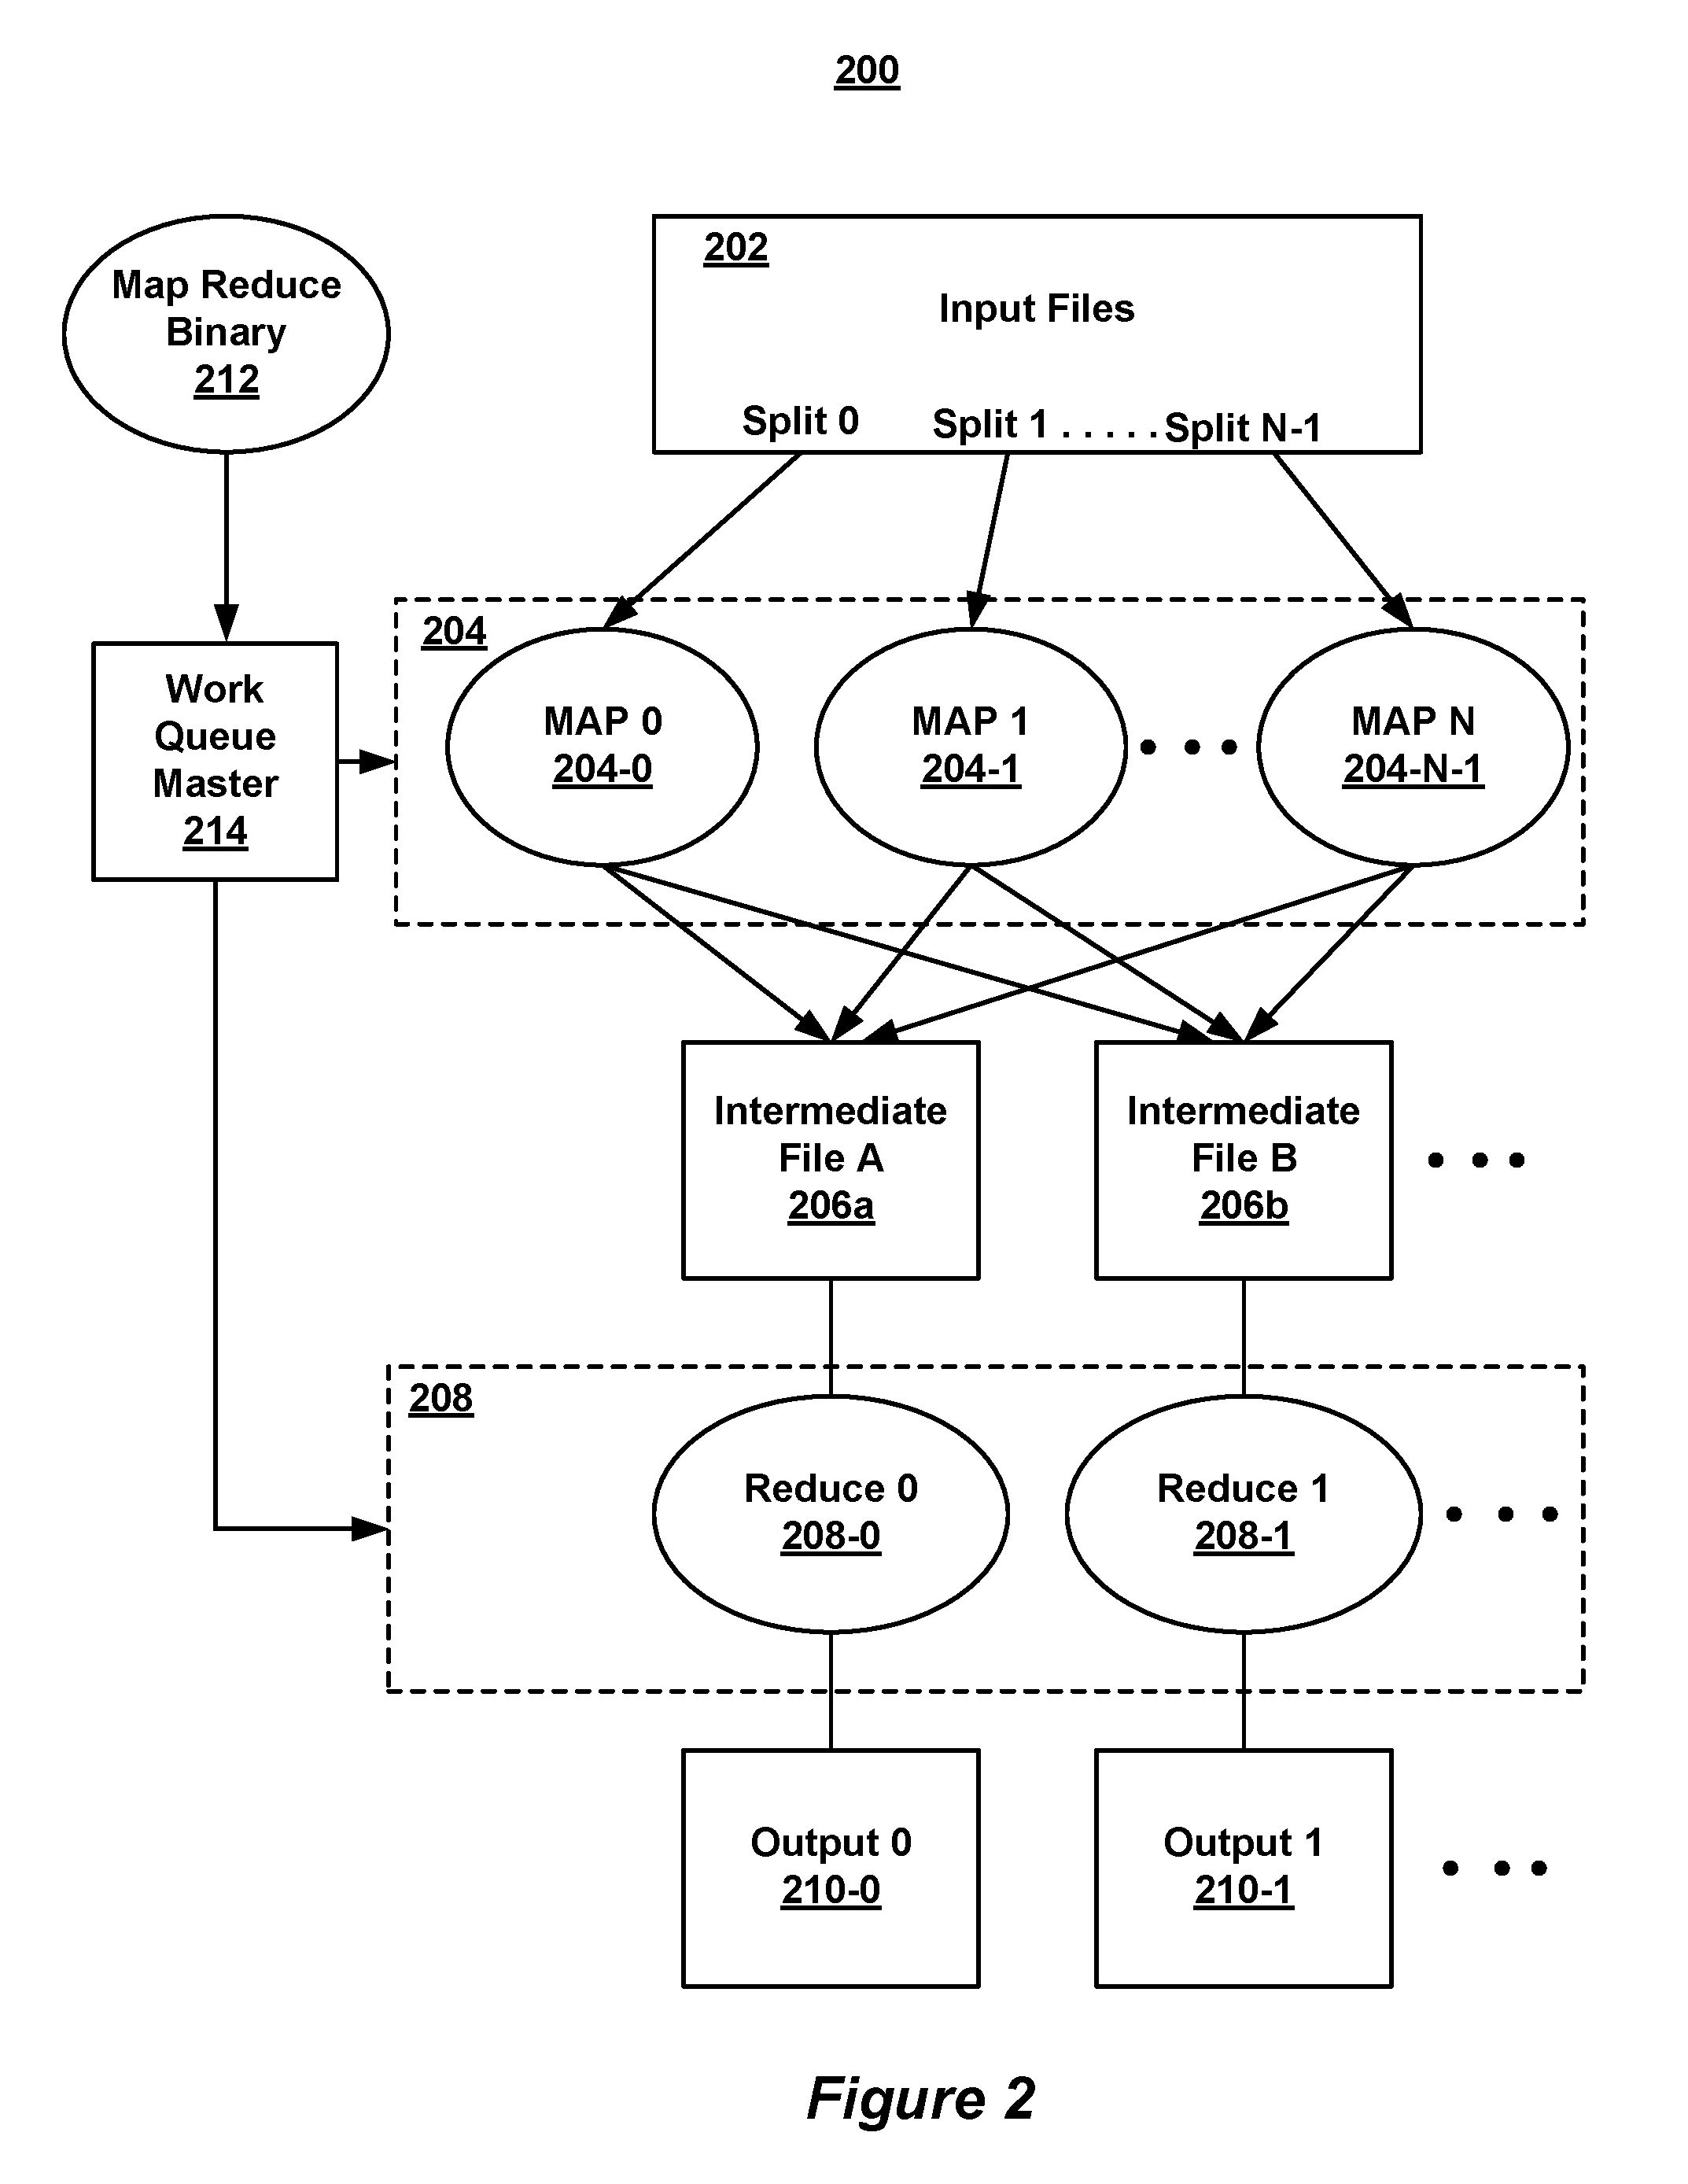 200
Map Reduce
Binary
212
202
Input Files
Split 0 Split 1 . . . . . Split N-1
Work
Queue
Master
214
204
MAP 0
204-0
MAP 1
204-1
MAP N
204-N-1
Intermediate
File A
206a
Intermediate
File B
206b
208
Reduce 0
208-0
Reduce 1
208-1
Output 0
210-0
Output 1
210-1
Figure 2